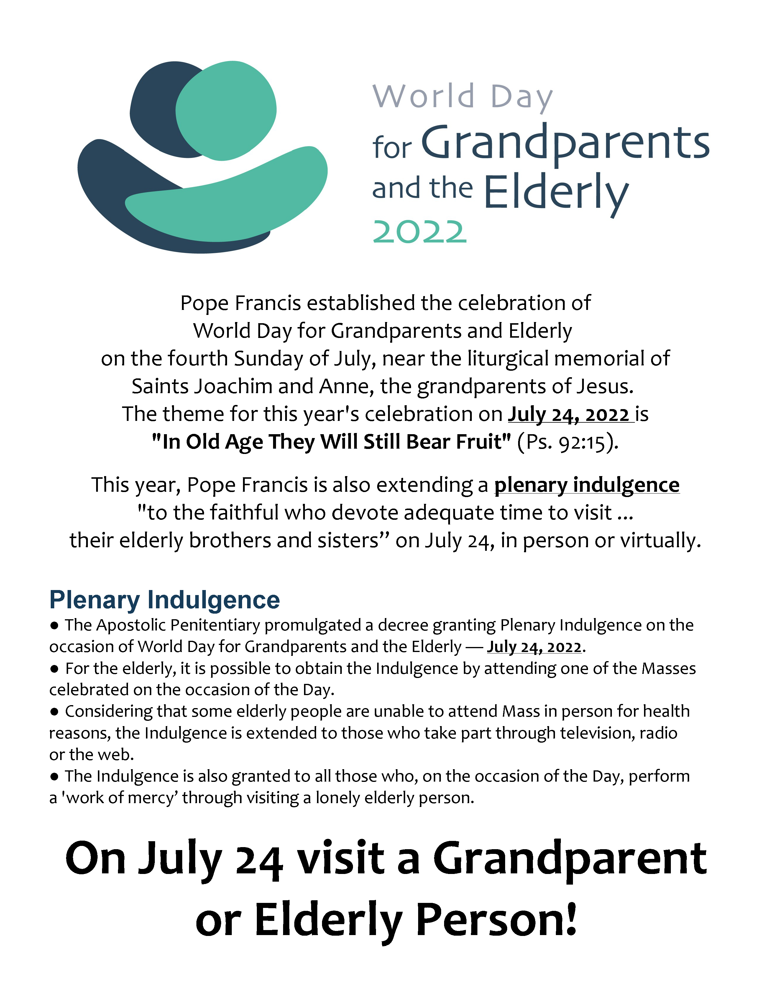 World Day
for Grandparents
and the Elderly
2022
Pope Francis established the celebration of
World Day for Grandparents and Elderly
on the fourth Sunday of July, near the liturgical memorial of
Saints Joachim and Anne, the grandparents of Jesus.
The theme for this year's celebration on July 24, 2022 is
"In Old Age They Will Still Bear Fruit" (Ps. 92:15).
This year, Pope Francis is also extending a plenary indulgence
"to the faithful who devote adequate time to visit ...
their elderly brothers and sisters” on July 24, in person or virtually.
Plenary Indulgence
● The Apostolic Penitentiary promulgated a decree granting Plenary Indulgence on the
occasion of World Day for Grandparents and the Elderly — July 24, 2022.
● For the elderly, it is possible to obtain the Indulgence by attending one of the Masses
celebrated on the occasion of the Day.
● Considering that some elderly people are unable to attend Mass in person for health
reasons, the Indulgence is extended to those who take part through television, radio
or the web.
● The Indulgence is also granted to all those who, on the occasion of the Day, perform
a 'work of mercy’ through visiting a lonely elderly person.
On July 24 visit a Grandparent
or Elderly Person!